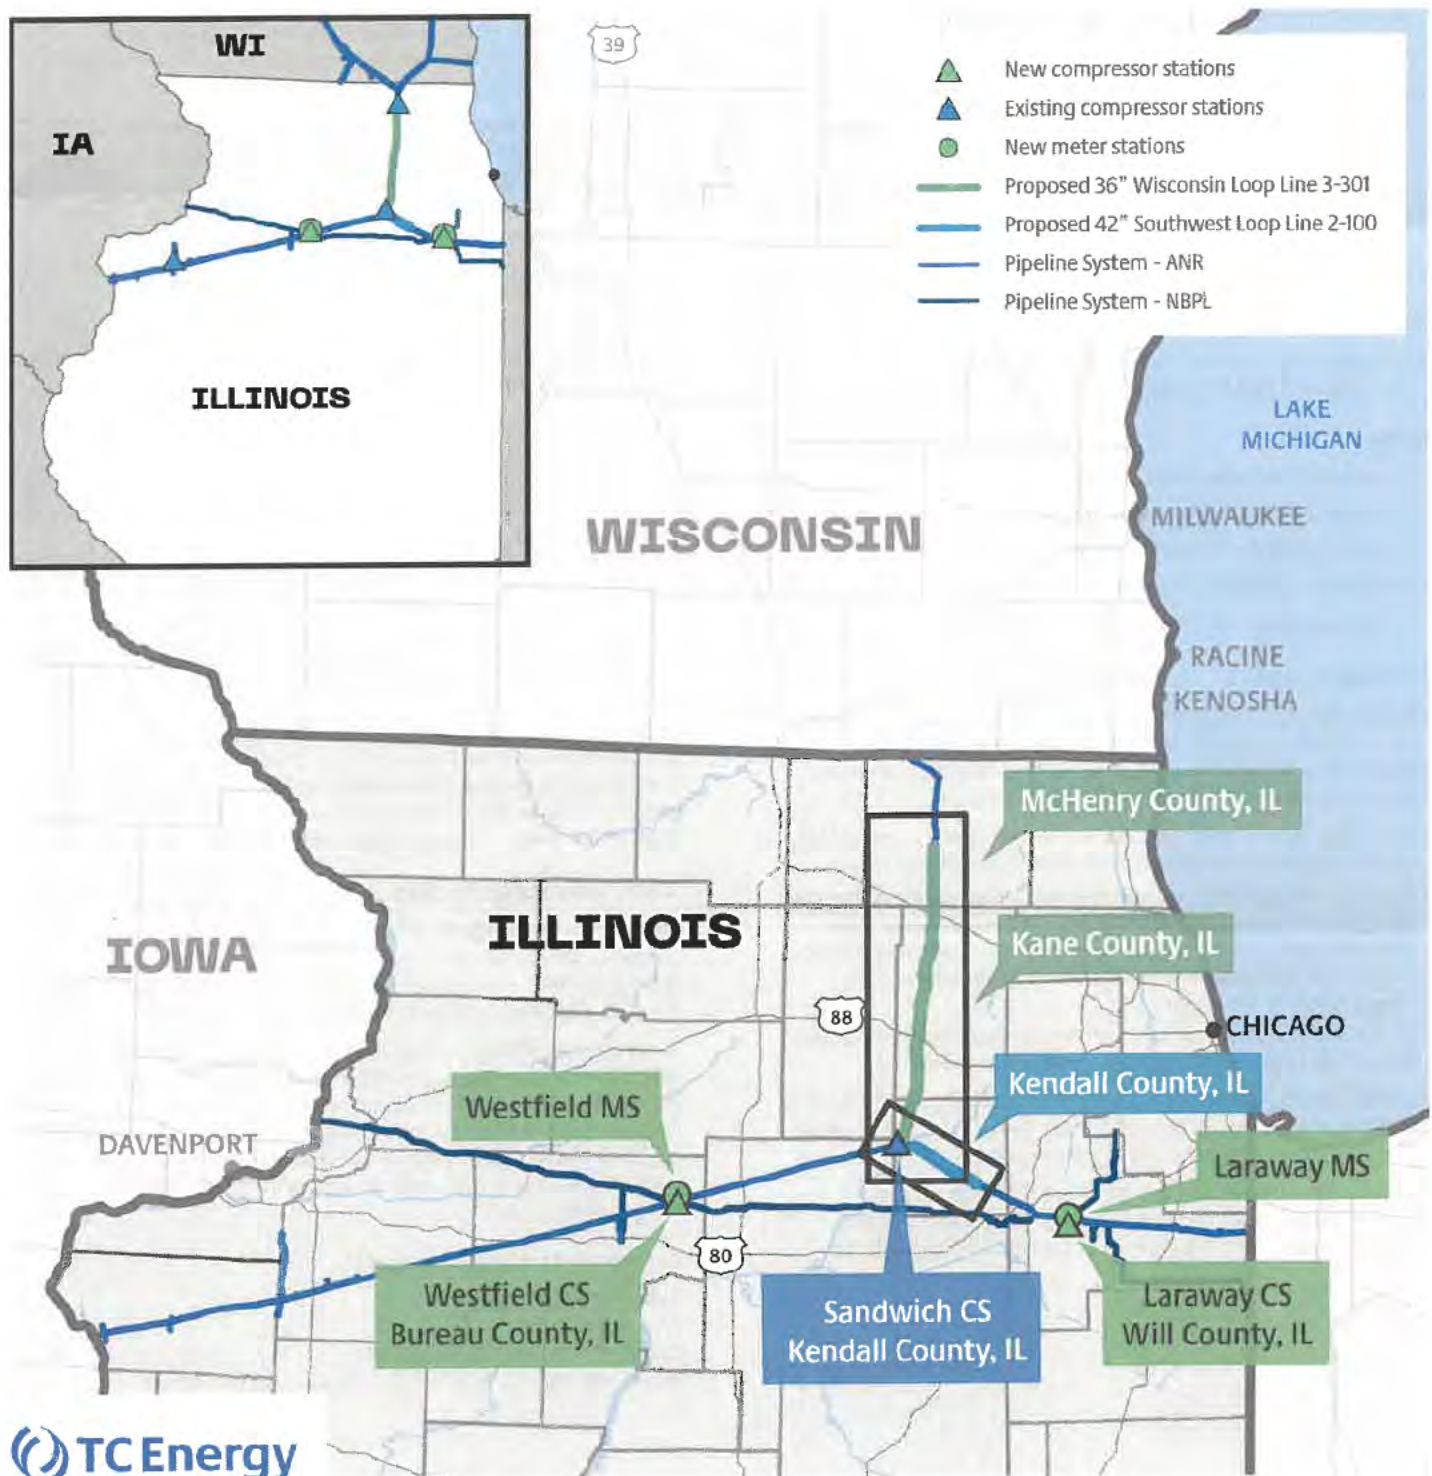 WI
IA
ILLINOIS
39
New compressor stations
Existing compressor stations
New meter stations
Proposed 36" Wisconsin Loop Line 3-301
Proposed 42" Southwest Loop Line 2-100
Pipeline System - ANR
Pipeline System - NBPL
LAKE
MICHIGAN
WISCONSIN
MILWAUKEE
RACINE
KENOSHA
McHenry County, IL
ILLINOIS
IOWA
Kane County, IL
88
CHICAGO
Kendall County, IL
Westfield MS
DAVENPORT
Laraway MS
80
Westfield CS
Bureau County, IL
Sandwich CS
Kendall County, IL
Laraway CS
Will County, IL
TC Energy